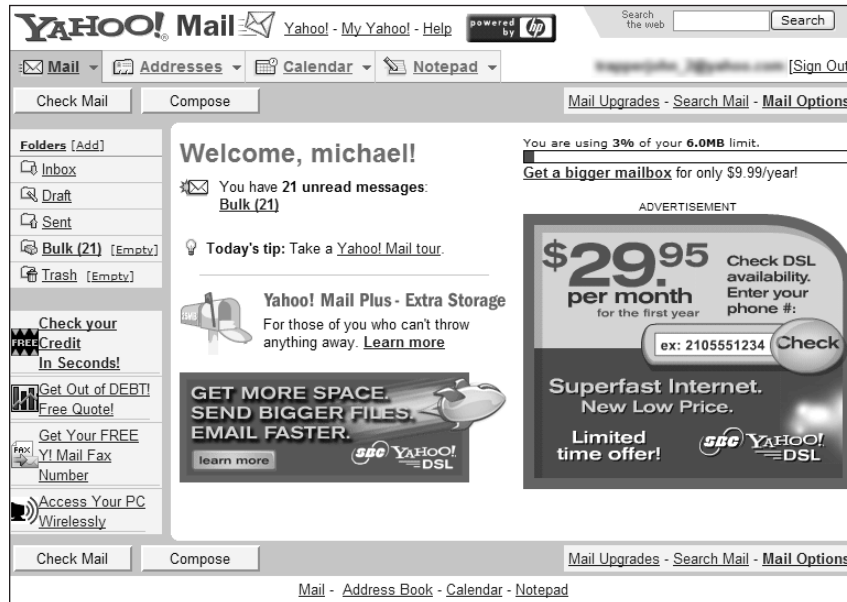 YAHOO! Mail Yahoo! - My Yahoo! - Help powered by hp Search the web Search
Mail Addresses Calendar Notepad [Sign Out
Check Mail Compose Mail Upgrades - Search Mail - Mail Options
Folders [Add]
Inbox
Draft
Sent
Bulk (21) [Empty]
Trash [Empty]
FREE
Check your
Credit
In Seconds!
Get Out of DEBT!
Free Quote!
FAX
Get Your FREE
Y! Mail Fax
Number
Access Your PC
Wirelessly
Welcome, michael!
You have 21 unread messages:
Bulk (21)
Today's tip: Take a Yahoo! Mail tour.
Yahoo! Mail Plus - Extra Storage
For those of you who can't throw
anything away. Learn more
GET MORE SPACE.
SEND BIGGER FILES.
EMAIL FASTER.
learn more
SBC YAHOO! DSL
You are using 3% of your 6.0MB limit.
Get a bigger mailbox for only $9.99/year!
ADVERTISEMENT
$29.95
per month
for the first year
Check DSL
availability.
Enter your
phone #:
ex: 2105551234 Check
Superfast Internet.
New Low Price.
Limited
time offer!
SBC YAHOO! DSL
Check Mail Compose Mail Upgrades - Search Mail - Mail Options
Mail - Address Book - Calendar - Notepad